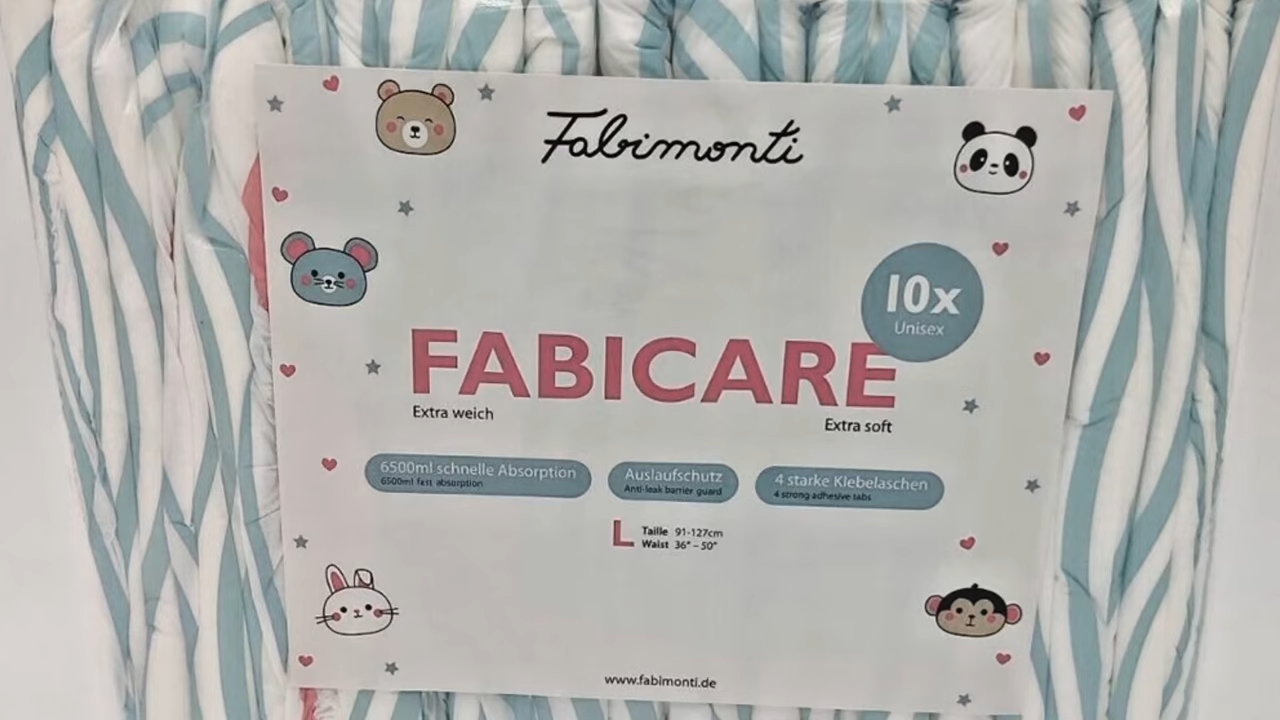 Fabimonti
10x
Unisex
FABICARE
Extra weich
Extra soft
6500ml schnelle Absorption
6500ml fast absorption
Auslaufschutz
Anti-leak barrier guard
4 starke Klebelaschen
4 strong adhesive tabs
L
Taille 91-127cm
Waist 36" – 50"
www.fabimonti.de